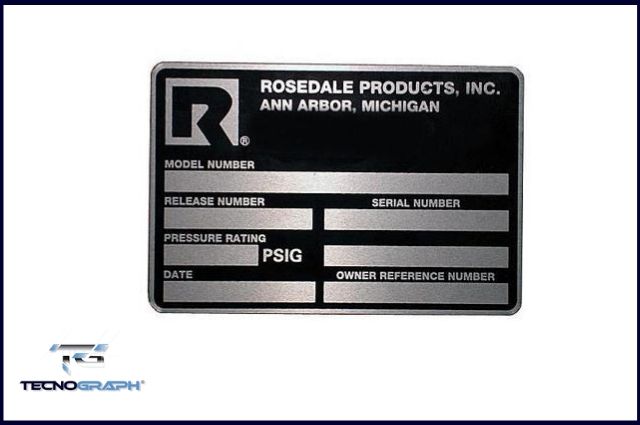 R®
ROSEDALE PRODUCTS, INC.
ANN ARBOR, MICHIGAN
MODEL NUMBER
RELEASE NUMBER SERIAL NUMBER
PRESSURE RATING
PSIG
DATE OWNER REFERENCE NUMBER
TG
TECNOGRAPH®